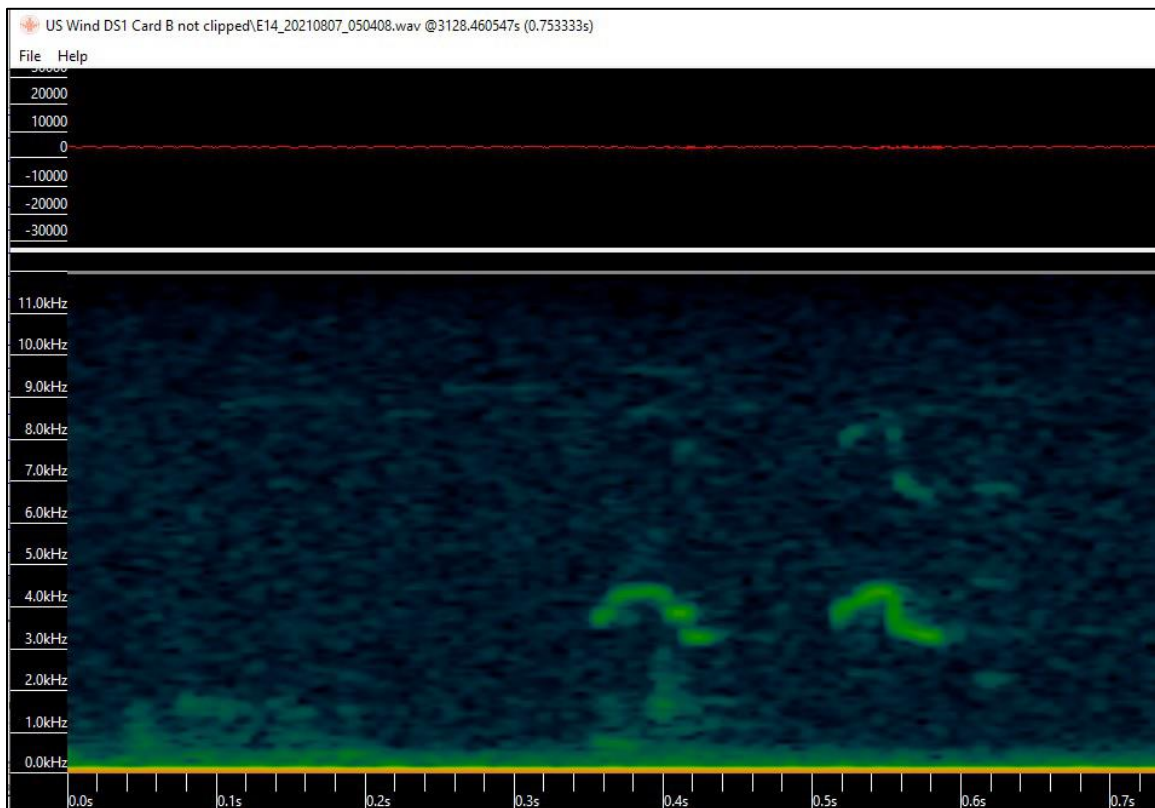 US Wind DS1 Card B not clipped\E14_20210807_050408.wav @3128.460547s (0.753333s)
File Help
30000
20000
10000
0
-10000
-20000
-30000
11.0kHz
10.0kHz
9.0kHz
8.0kHz
7.0kHz
6.0kHz
5.0kHz
4.0kHz
3.0kHz
2.0kHz
1.0kHz
0.0kHz
0.0s 0.1s 0.2s 0.3s 0.4s 0.5s 0.6s 0.7s